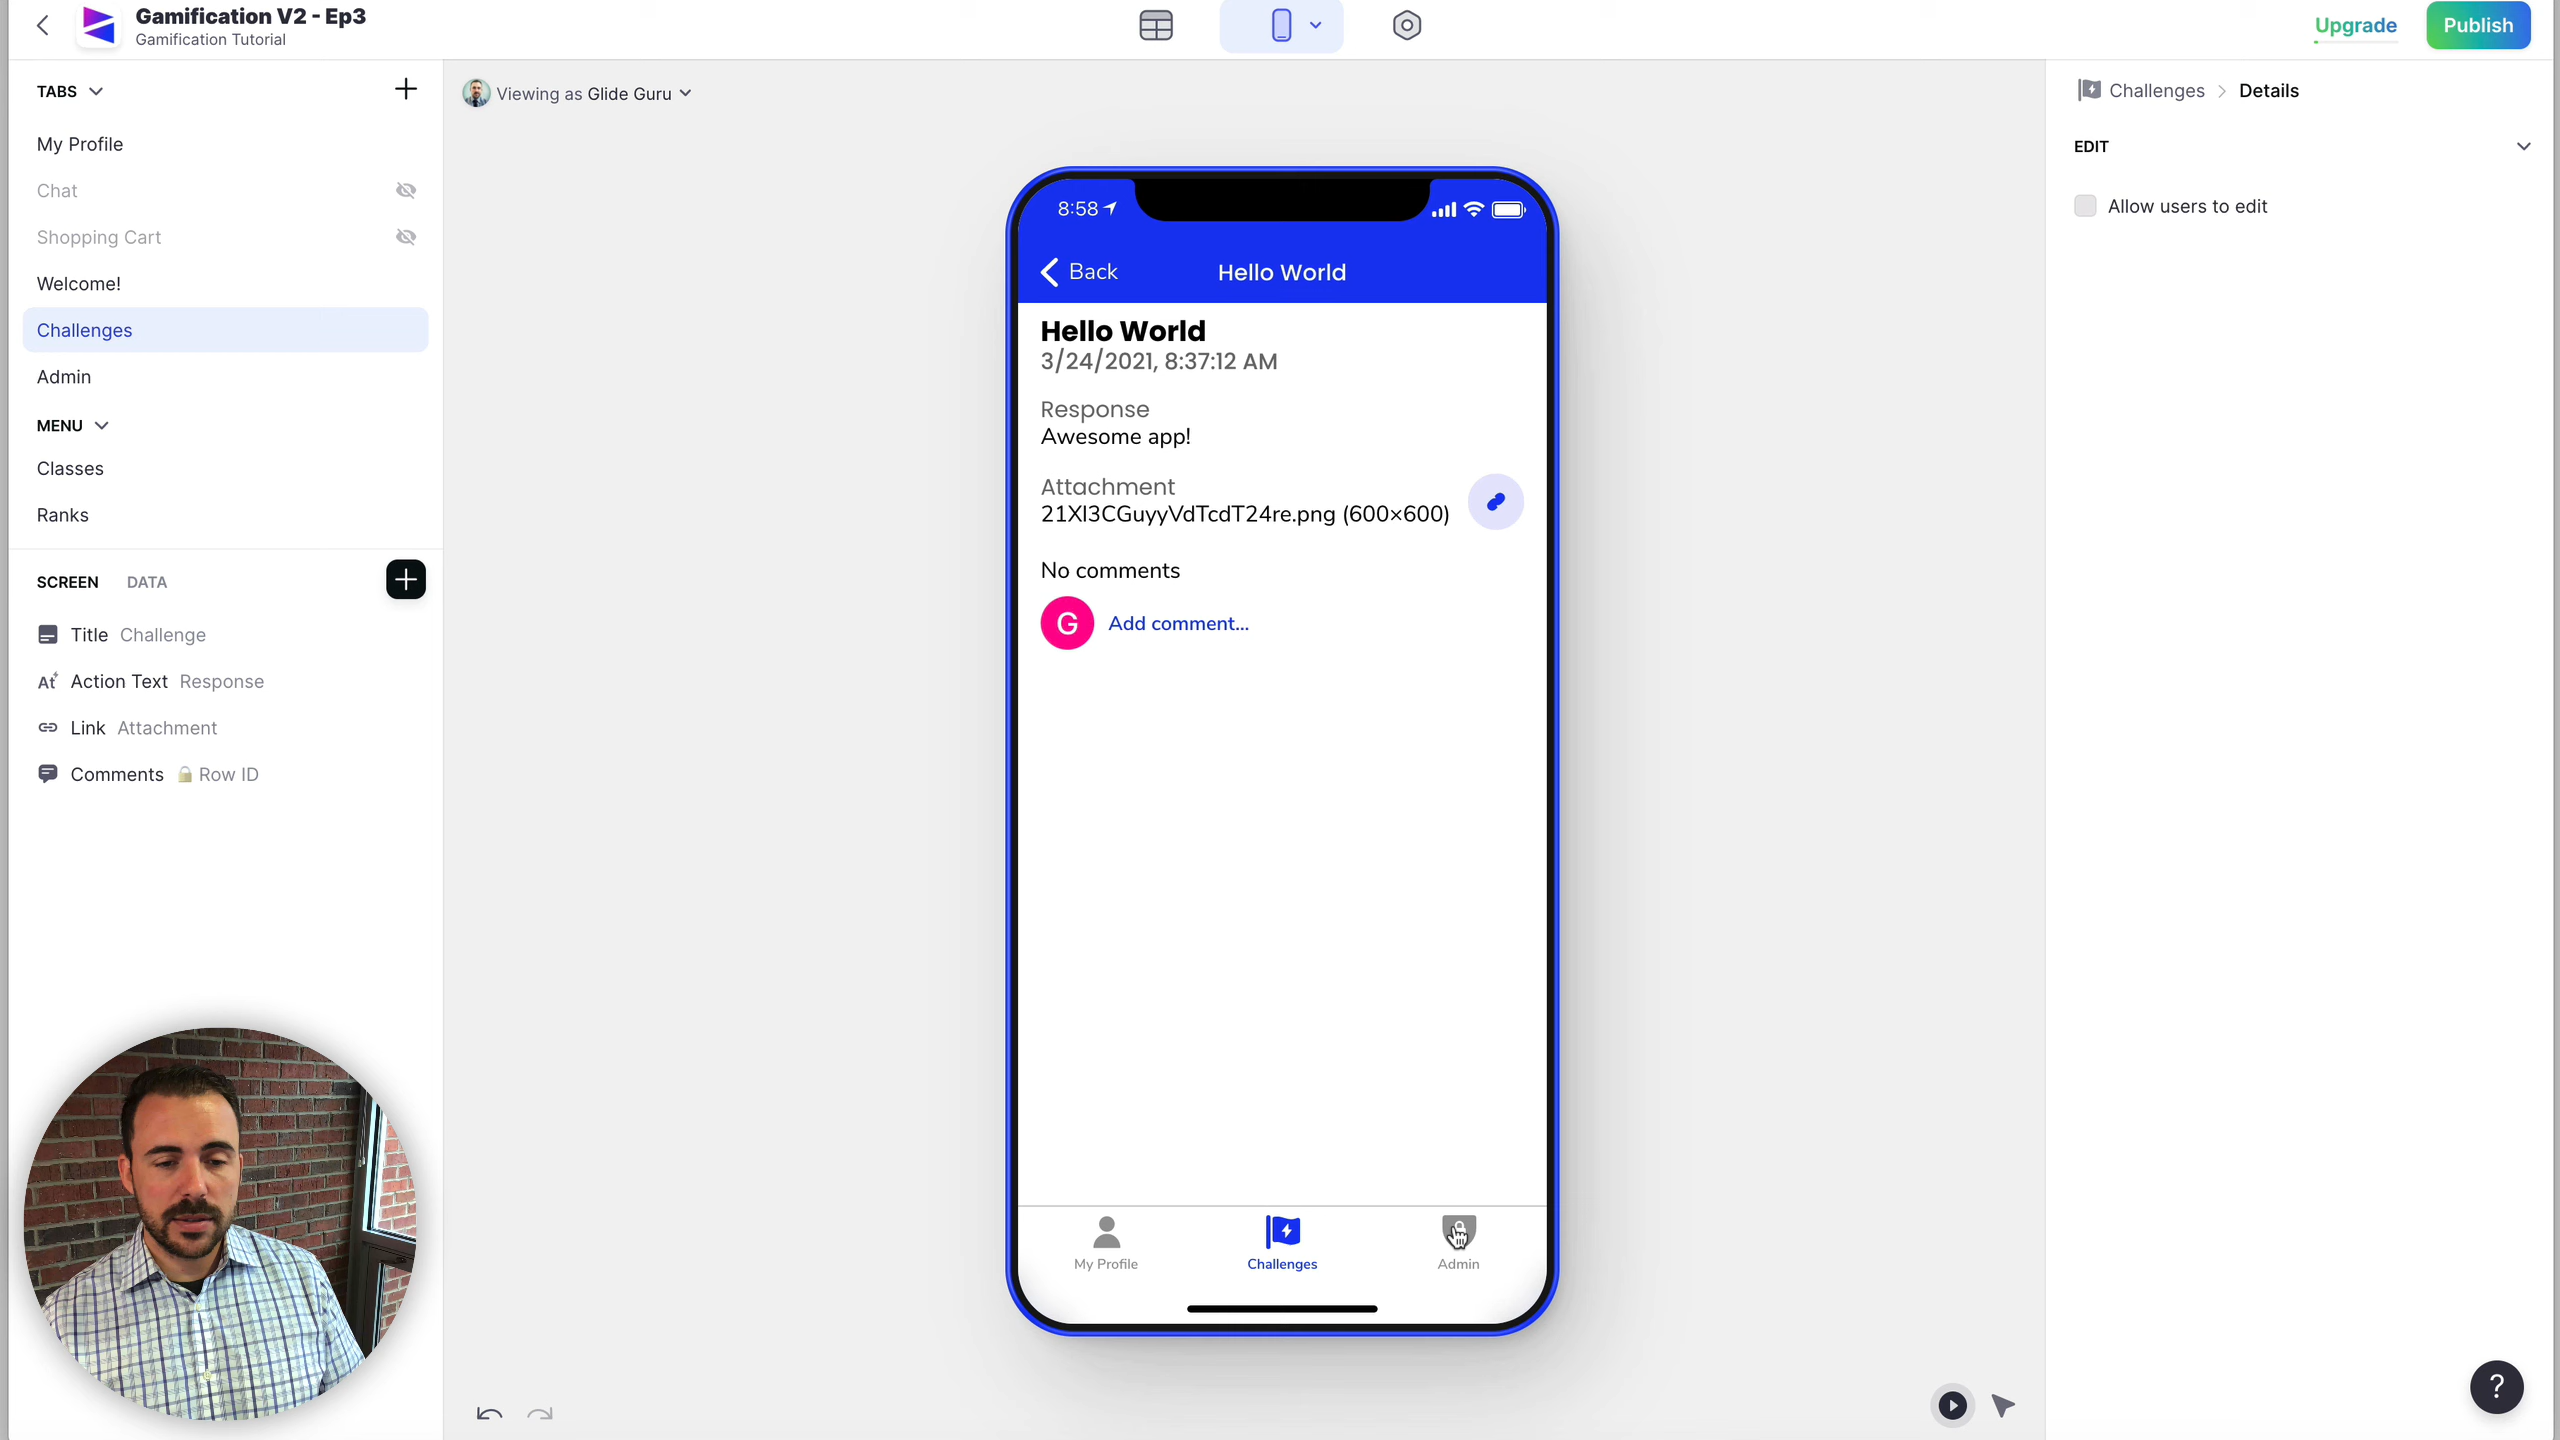 Gamification V2 - Ep3
Gamification Tutorial
Upgrade
Publish
TABS
My Profile
Chat
Shopping Cart
Welcome!
Challenges
Admin
MENU
Classes
Ranks
SCREEN DATA
Title Challenge
Action Text Response
Link Attachment
Comments Row ID
Viewing as Glide Guru
8:58
Back
Hello World
Hello World
3/24/2021, 8:37:12 AM
Response
Awesome app!
Attachment
21XI3CGuyyVdTcdT24re.png (600×600)
No comments
G Add comment...
My Profile
Challenges
Admin
Challenges > Details
EDIT
Allow users to edit
?